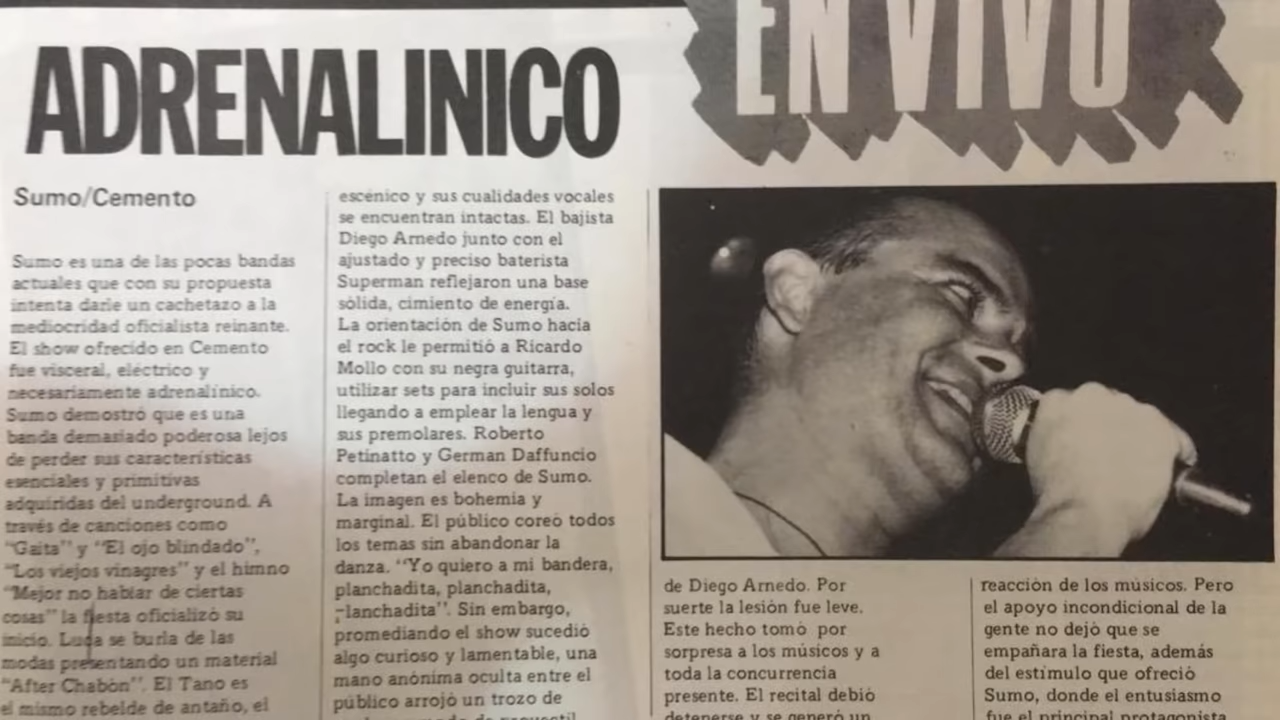 ADRENALINICO
EN VIVO
Sumo/Cemento
Sumo es una de las pocas bandas
actuales que con su propuesta
intenta darle un cachetazo a la
mediocridad oficialista reinante.
El show ofrecido en Cemento
fue visceral, eléctrico y
necesariamente adrenalínico.
Sumo demostró que es una
banda demasiado poderosa lejos
de perder sus características
esenciales y primitivas
adquiridas del underground. A
través de canciones como
"Gaita" y "El ojo blindado",
"Los viejos vinagres" y el himno
"Mejor no hablar de ciertas
cosas" la fiesta oficializó su
inicio. Luca se burla de las
modas presentando un material
"After Chabón". El Tano es
el mismo rebelde de antaño, el
escénico y sus cualidades vocales
se encuentran intactas. El bajista
Diego Arnedo junto con el
ajustado y preciso baterista
Superman reflejaron una base
sólida, cimiento de energía.
La orientación de Sumo hacia
el rock le permitió a Ricardo
Mollo con su negra guitarra,
utilizar sets para incluir sus solos
llegando a emplear la lengua y
sus premolares. Roberto
Petinatto y German Daffuncio
completan el elenco de Sumo.
La imagen es bohemia y
marginal. El público coreó todos
los temas sin abandonar la
danza. "Yo quiero a mi bandera,
planchadita, planchadita,
-lanchadita". Sin embargo,
promediando el show sucedió
algo curioso y lamentable, una
mano anónima oculta entre el
público arrojó un trozo de
de Diego Arnedo. Por
suerte la lesión fue leve.
Este hecho tomó por
sorpresa a los músicos y a
toda la concurrencia
presente. El recital debió
detenerse y se generó un
reacción de los músicos. Pero
el apoyo incondicional de la
gente no dejó que se
empañara la fiesta, además
del estímulo que ofreció
Sumo, donde el entusiasmo
fue el principal protagonista